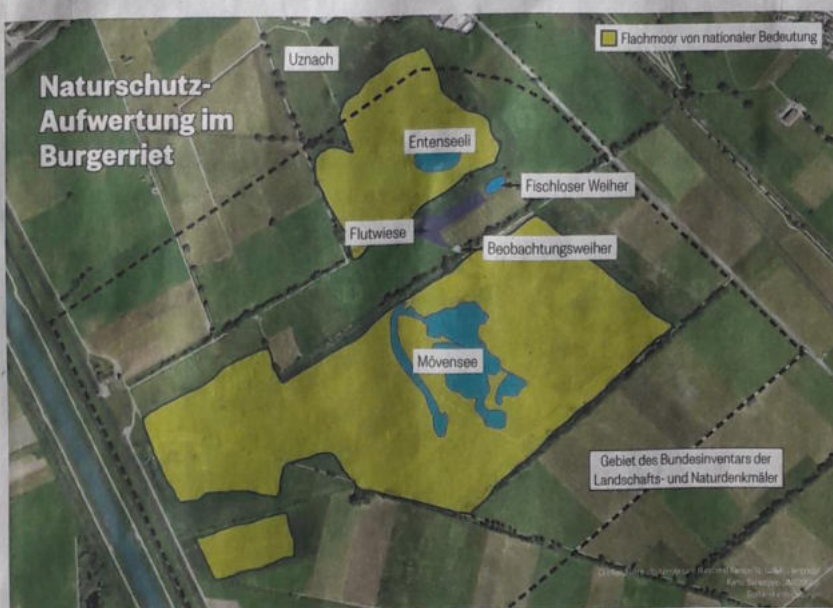 Naturschutz-
Aufwertung im
Burgerriet
Uznach
Flachmoor von nationaler Bedeutung
Entenseeli
Fischloser Weiher
Flutwiese
Beobachtungsweiher
Mövensee
Gebiet des Bundesinventars der
Landschafts- und Naturdenkmäler